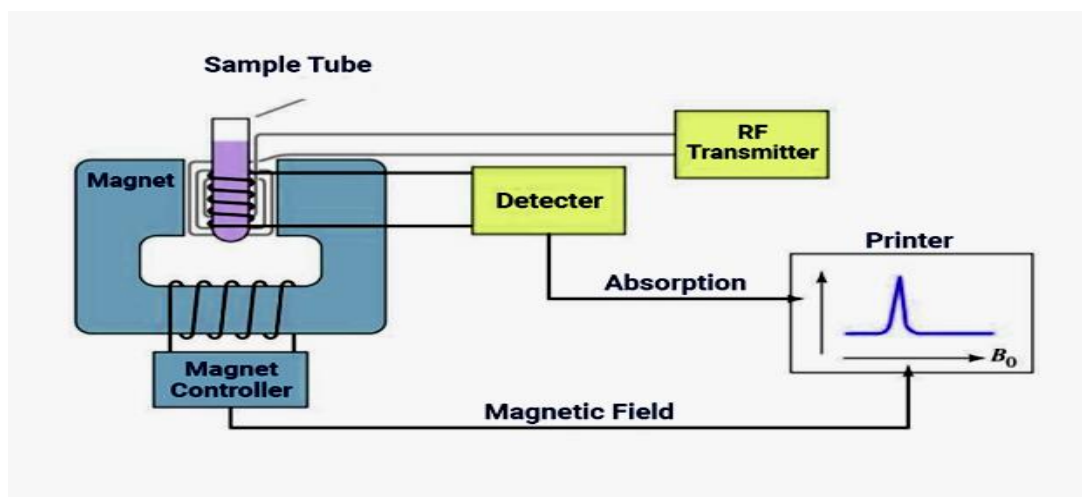 Sample Tube
RF
Transmitter
Magnet
Detecter
Printer
Absorption
B0
Magnet
Controller
Magnetic Field